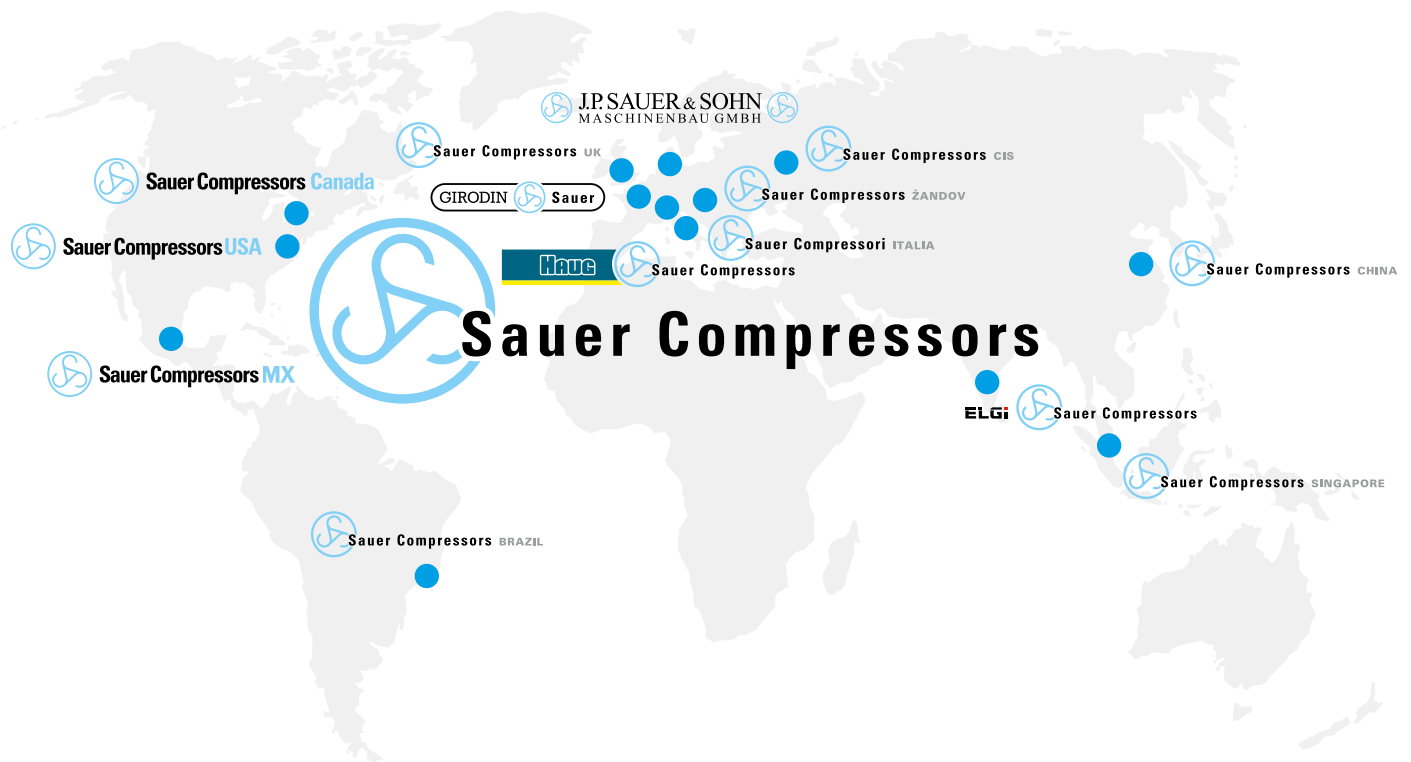 J.P. SAUER & SOHN
MASCHINENBAU GMBH
Sauer Compressors UK
Sauer Compressors CIS
Sauer Compressors Canada
GIRODIN Sauer
Sauer Compressors ŽANDOV
Sauer Compressors USA
Sauer Compressori ITALIA
HAUG Sauer Compressors
Sauer Compressors CHINA
Sauer Compressors
Sauer Compressors MX
ELGi Sauer Compressors
Sauer Compressors SINGAPORE
Sauer Compressors BRAZIL